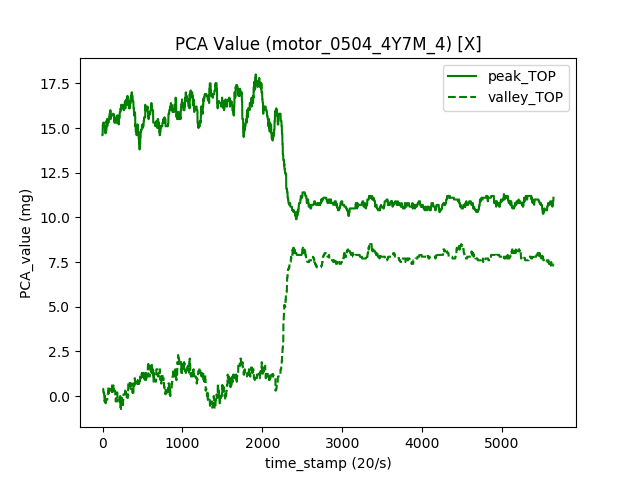 PCA Value (motor_0504_4Y7M_4) [X]
peak_TOP
valley_TOP
17.5
15.0
12.5
10.0
7.5
5.0
2.5
0.0
PCA_value (mg)
0 1000 2000 3000 4000 5000
time_stamp (20/s)